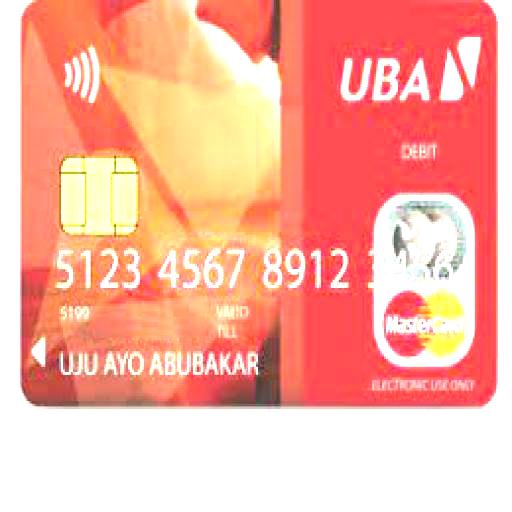 UBA
DEBIT
5123 4567 8912
5199
VALID
TILL
UJU AYO ABUBAKAR
MasterCard
ELECTRONIC USE ONLY